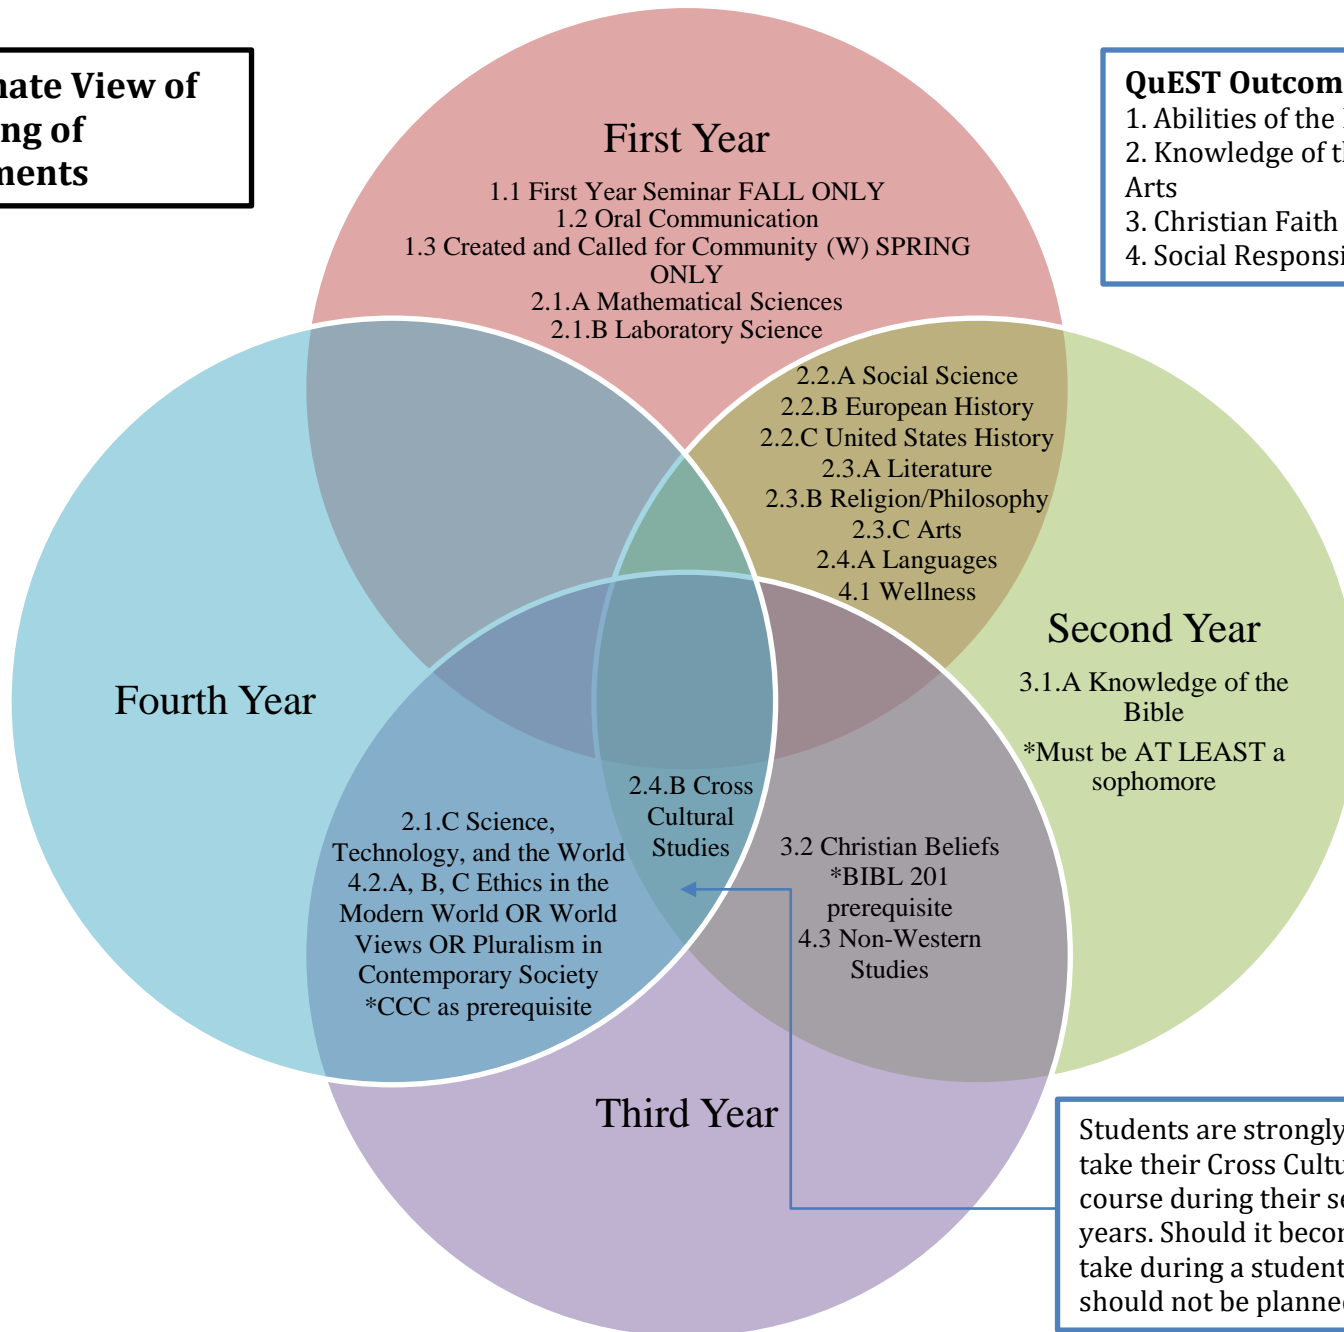 nate View of
ng of
ments
QuEST Outcom
1. Abilities of the
2. Knowledge of t
Arts
3. Christian Faith
4. Social Responsi
First Year
1.1 First Year Seminar FALL ONLY
1.2 Oral Communication
1.3 Created and Called for Community (W) SPRING
ONLY
2.1.A Mathematical Sciences
2.1.B Laboratory Science
2.2.A Social Science
2.2.B European History
2.2.C United States History
2.3.A Literature
2.3.B Religion/Philosophy
2.3.C Arts
2.4.A Languages
4.1 Wellness
Second Year
3.1.A Knowledge of the
Bible
*Must be AT LEAST a
sophomore
Fourth Year
2.4.B Cross
Cultural
Studies
2.1.C Science,
Technology, and the World
4.2.A, B, C Ethics in the
Modern World OR World
Views OR Pluralism in
Contemporary Society
*CCC as prerequisite
3.2 Christian Beliefs
*BIBL 201
prerequisite
4.3 Non-Western
Studies
Third Year
Students are strongly
take their Cross Cultu
course during their se
years. Should it becon
take during a student
should not be planne